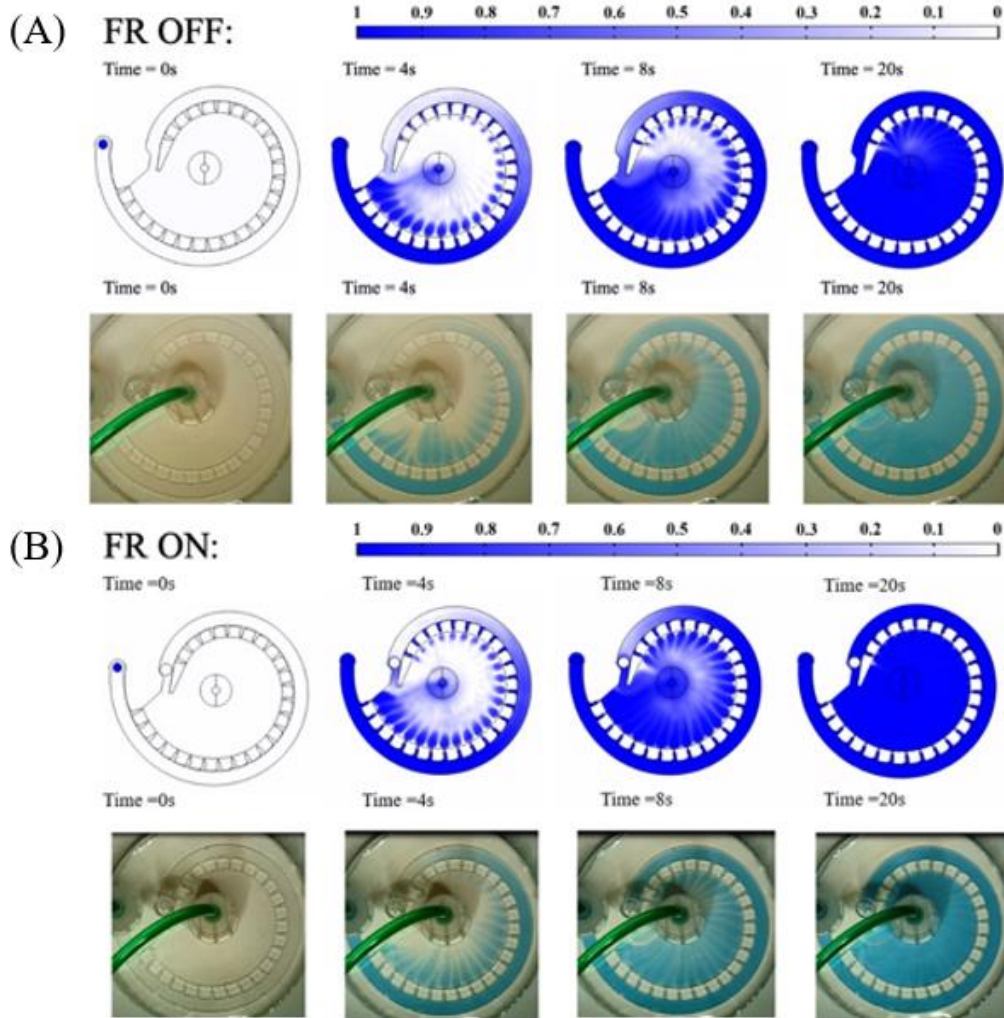 (A) FR OFF:
1 0.9 0.8 0.7 0.6 0.5 0.4 0.3 0.2 0.1 0
Time = 0s Time = 4s Time = 8s Time = 20s
Time = 0s Time = 4s Time = 8s Time = 20s
(B) FR ON:
1 0.9 0.8 0.7 0.6 0.5 0.4 0.3 0.2 0.1 0
Time =0s Time =4s Time =8s Time =20s
Time =0s Time =4s Time =8s Time =20s